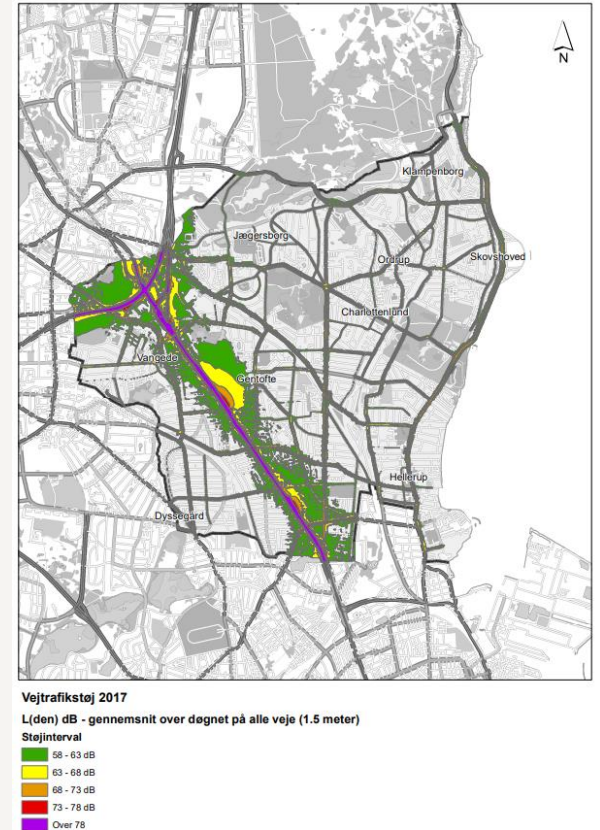 N
Klampenborg
Jægersborg
Ordrup
Skovshoved
Charlottenlund
Vangede
Gentofte
Hellerup
Dyssegård
Vejtrafikstøj 2017
L(den) dB - gennemsnit over døgnet på alle veje (1.5 meter)
Støjinterval
58 - 63 dB
63 - 68 dB
68 - 73 dB
73 - 78 dB
Over 78